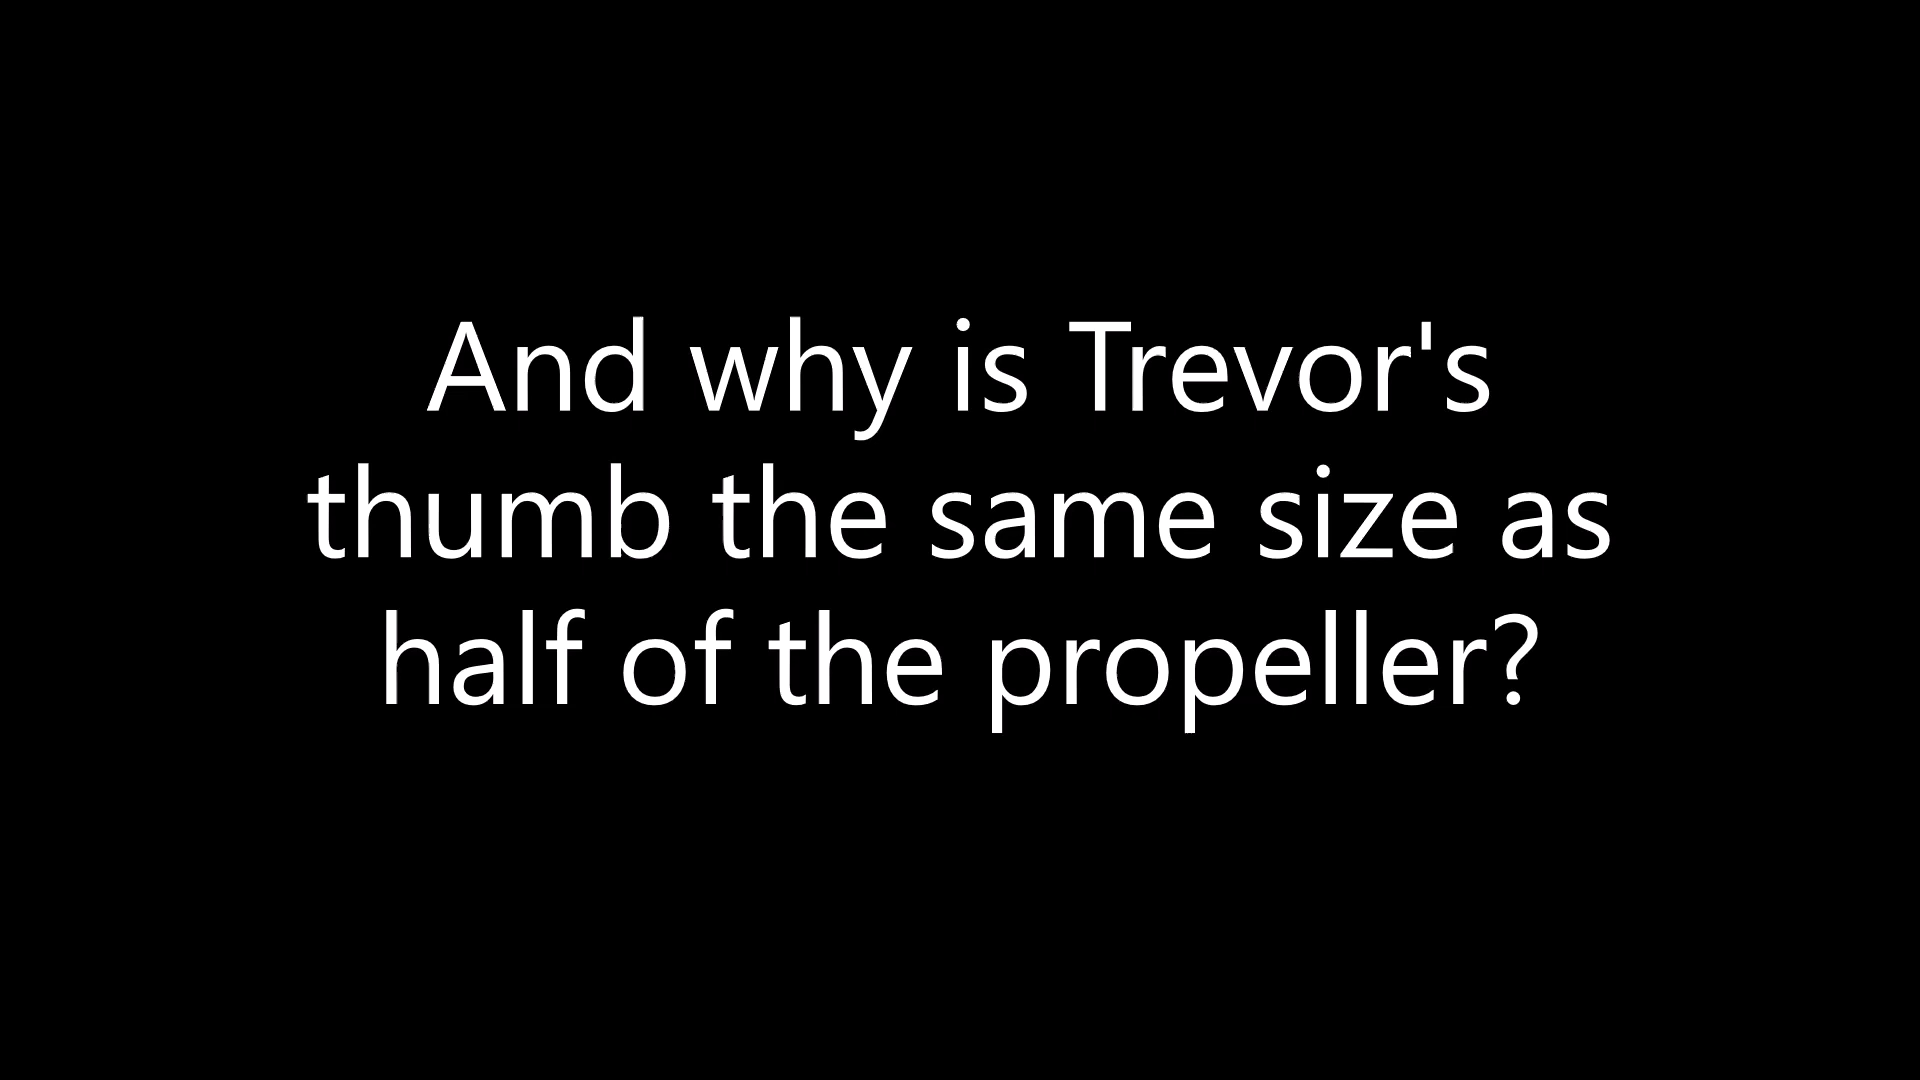 And why is Trevor's
thumb the same size as
half of the propeller?